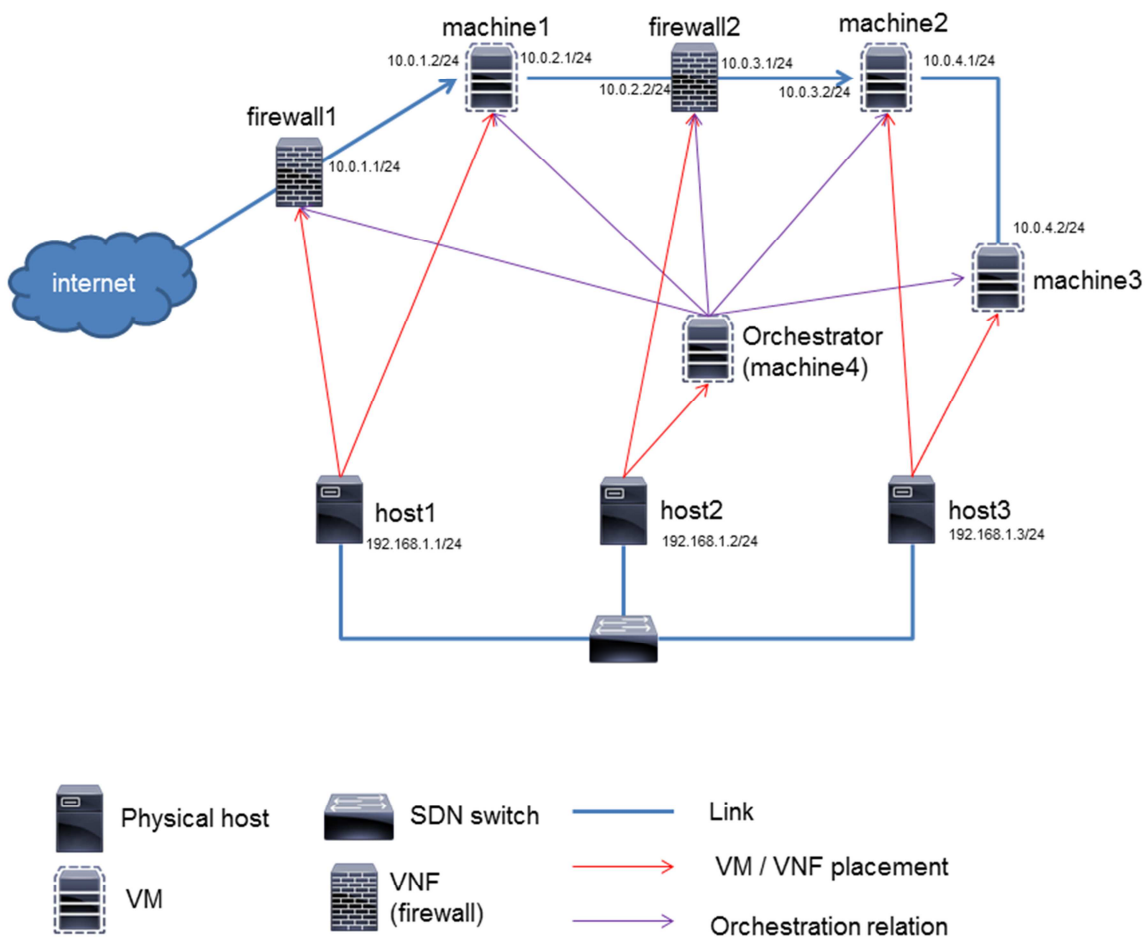 machine1
firewall2
machine2
10.0.1.2/24
10.0.2.1/24
10.0.2.2/24
10.0.3.1/24
10.0.3.2/24
10.0.4.1/24
firewall1
10.0.1.1/24
internet
10.0.4.2/24
machine3
Orchestrator
(machine4)
host1
192.168.1.1/24
host2
192.168.1.2/24
host3
192.168.1.3/24
Physical host
SDN switch
Link
VM
VNF
(firewall)
VM / VNF placement
Orchestration relation